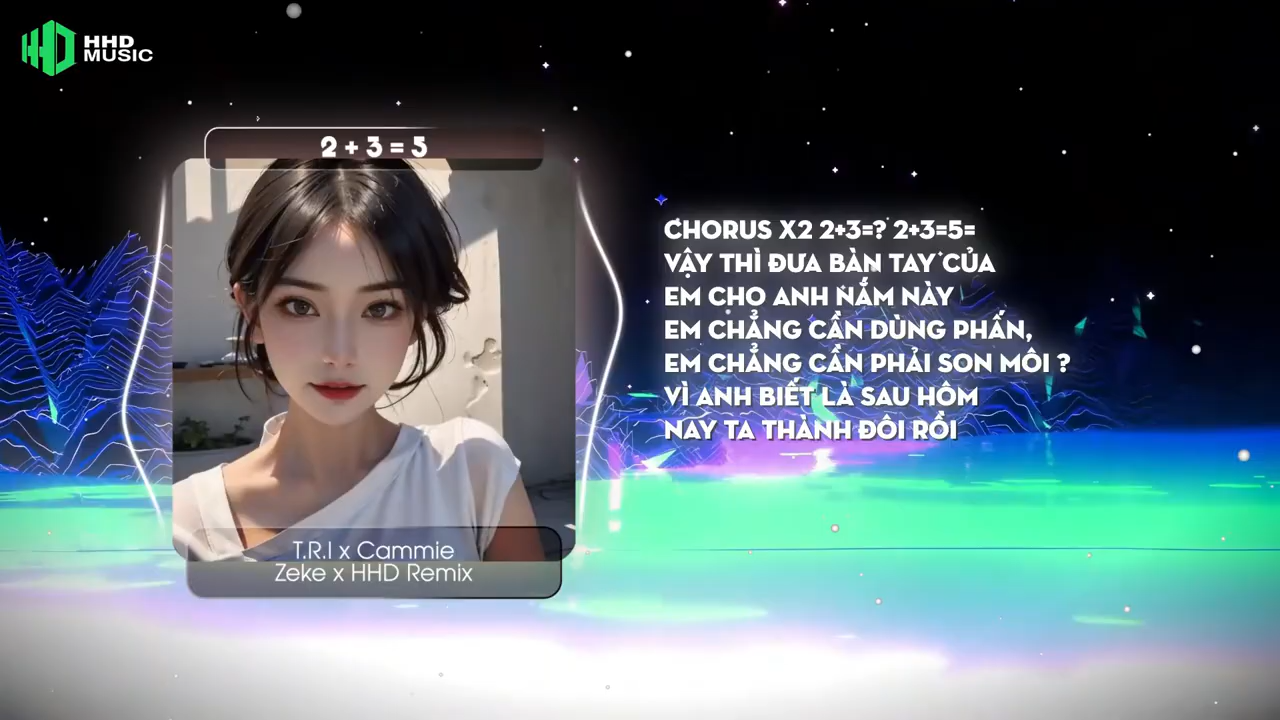 HHD
MUSIC
2 + 3 = 5
CHORUS X2 2+3=? 2+3=5=
VẬY THÌ ĐƯA BÀN TAY CỦA
EM CHO ANH NẮM NÀY
EM CHẲNG CẦN DÙNG PHẤN,
EM CHẲNG CẦN PHẢI SON MÔI ?
VÌ ANH BIẾT LÀ SAU HÔM
NAY TA THÀNH ĐÔI RỒI
T.R.I x Cammie
Zeke x HHD Remix